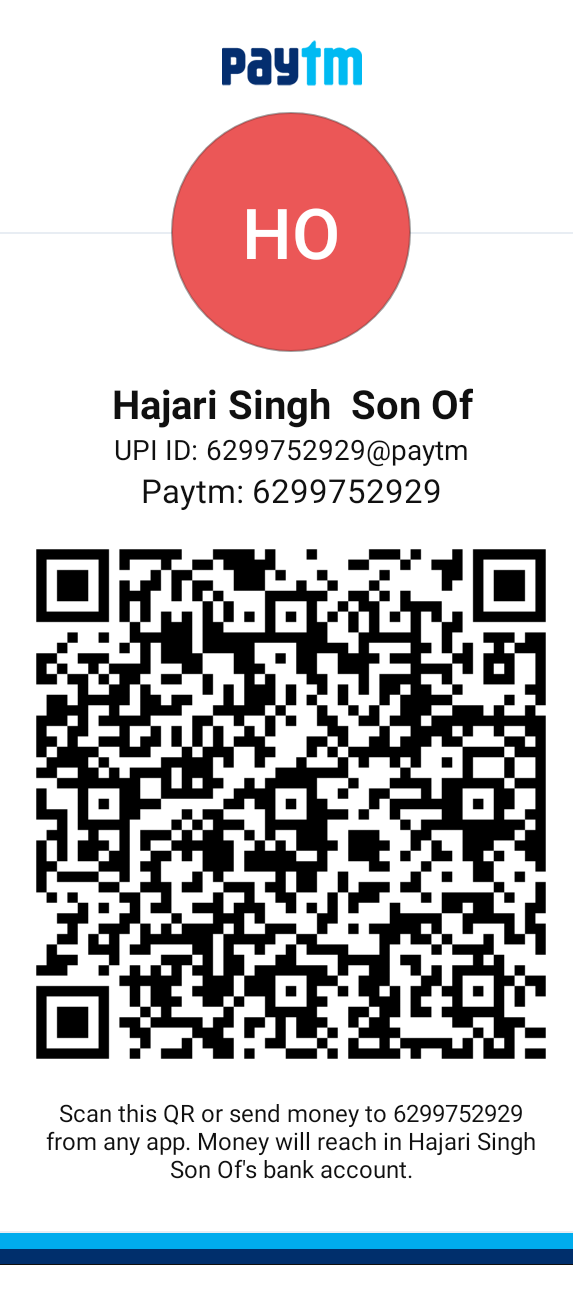 paytm
HO
Hajari Singh  Son Of
UPI ID: 6299752929@paytm
Paytm: 6299752929
Scan this QR or send money to 6299752929
from any app. Money will reach in Hajari Singh
Son Of's bank account.